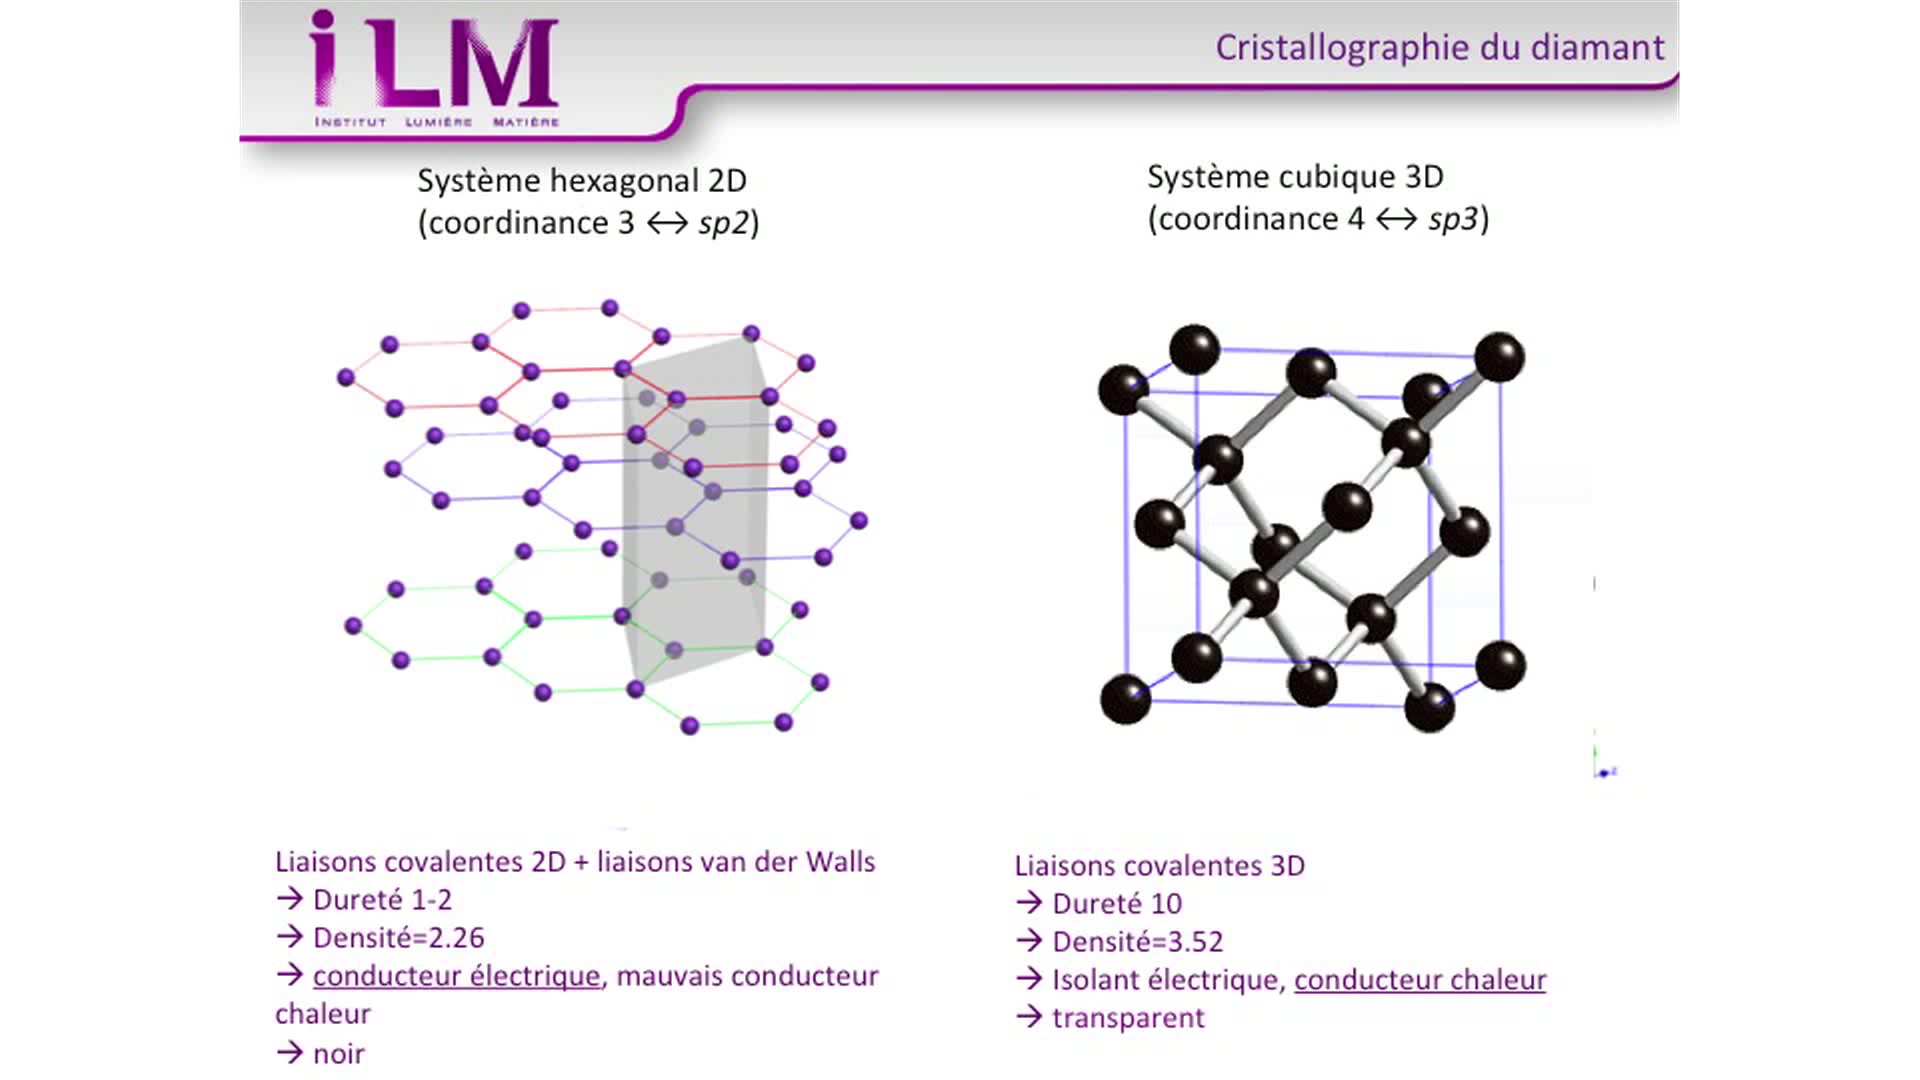 iLM
INSTITUT LUMIÈRE MATIÈRE
Cristallographie du diamant
Système hexagonal 2D
(coordinance 3 ↔ sp2)
Système cubique 3D
(coordinance 4 ↔ sp3)
Liaisons covalentes 2D + liaisons van der Walls
→ Dureté 1-2
→ Densité=2.26
→ conducteur électrique, mauvais conducteur
chaleur
→ noir
Liaisons covalentes 3D
→ Dureté 10
→ Densité=3.52
→ Isolant électrique, conducteur chaleur
→ transparent